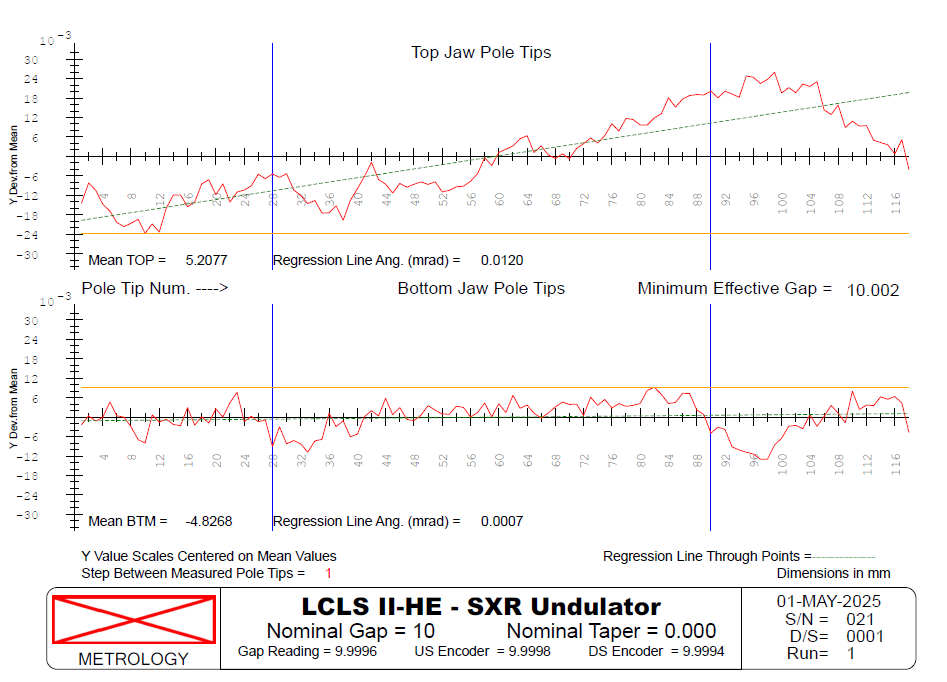 Top Jaw Pole Tips
10 -3
30
24
18
12
6
-6
-12
-18
-24
-30
Y Dev.from Mean
4 8 12 16 20 24 28 32 36 40 44 48 52 56 60 64 68 72 76 80 84 88 92 96 100 104 108 112 116
Mean TOP = 5.2077 Regression Line Ang. (mrad) = 0.0120
Pole Tip Num. ----> Bottom Jaw Pole Tips Minimum Effective Gap = 10.002
10 -3
30
24
18
12
6
-6
-12
-18
-24
-30
Y Dev.from Mean
4 8 12 16 20 24 28 32 36 40 44 48 52 56 60 64 68 72 76 80 84 88 92 96 100 104 108 112 116
Mean BTM = -4.8268 Regression Line Ang. (mrad) = 0.0007
Y Value Scales Centered on Mean Values Regression Line Through Points =--------------
Step Between Measured Pole Tips = 1 Dimensions in mm
METROLOGY
LCLS II-HE - SXR Undulator
Nominal Gap = 10 Nominal Taper = 0.000
Gap Reading = 9.9996 US Encoder = 9.9998 DS Encoder = 9.9994
01-MAY-2025
S/N = 021
D/S= 0001
Run= 1